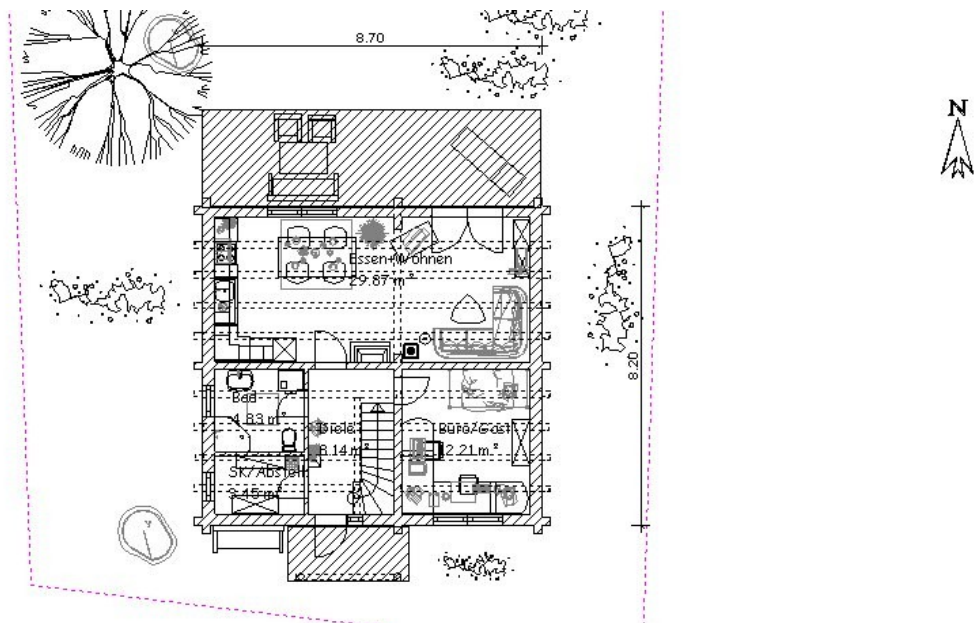 8.70
N
Essen+Wohnen
29.87 m²
8.20
Bad
4.83 m²
Diele
8.14 m²
Büro/Gast
12.21 m²
SK/Abstell
3.45 m²